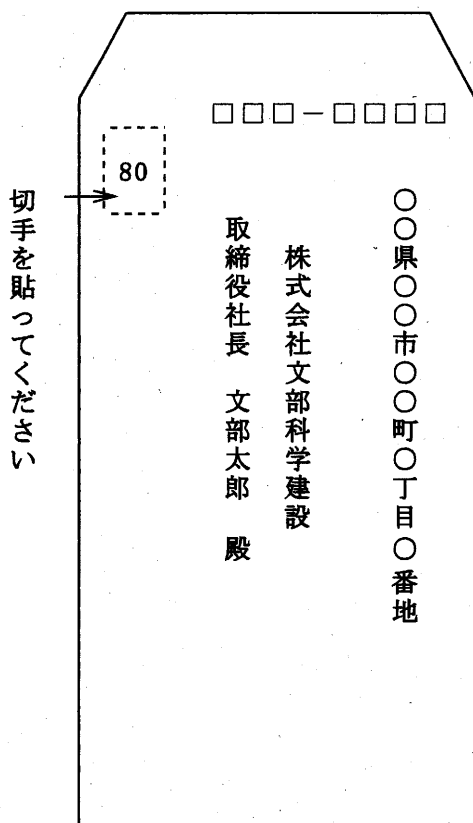 □□□－□□□□
○○県○○市○○町○丁目○番地
株式会社文部科学建設
取締役社長　文部太郎　殿
80
切手を貼ってください